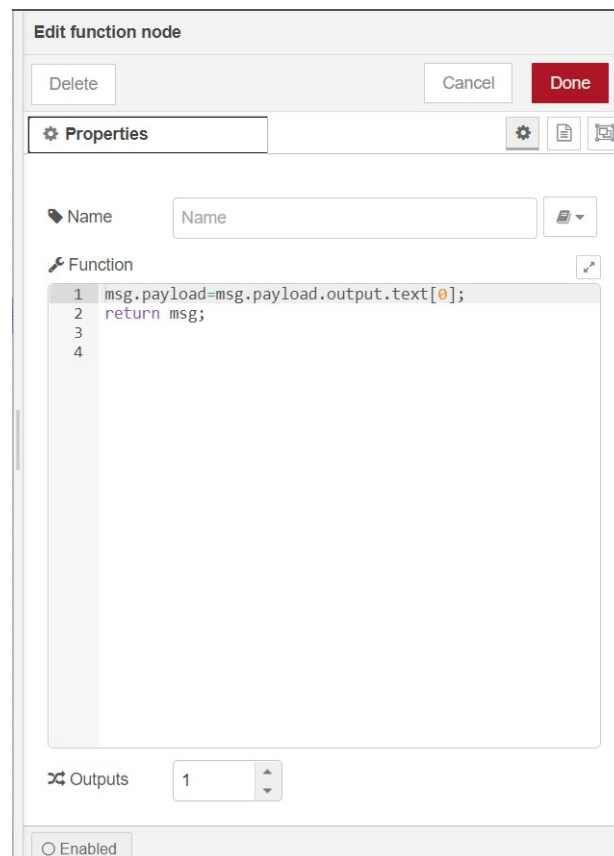 Edit function node
Delete Cancel Done
Properties
Name Name
Function
1 msg.payload=msg.payload.output.text[0];
2 return msg;
3
4
Outputs 1
Enabled